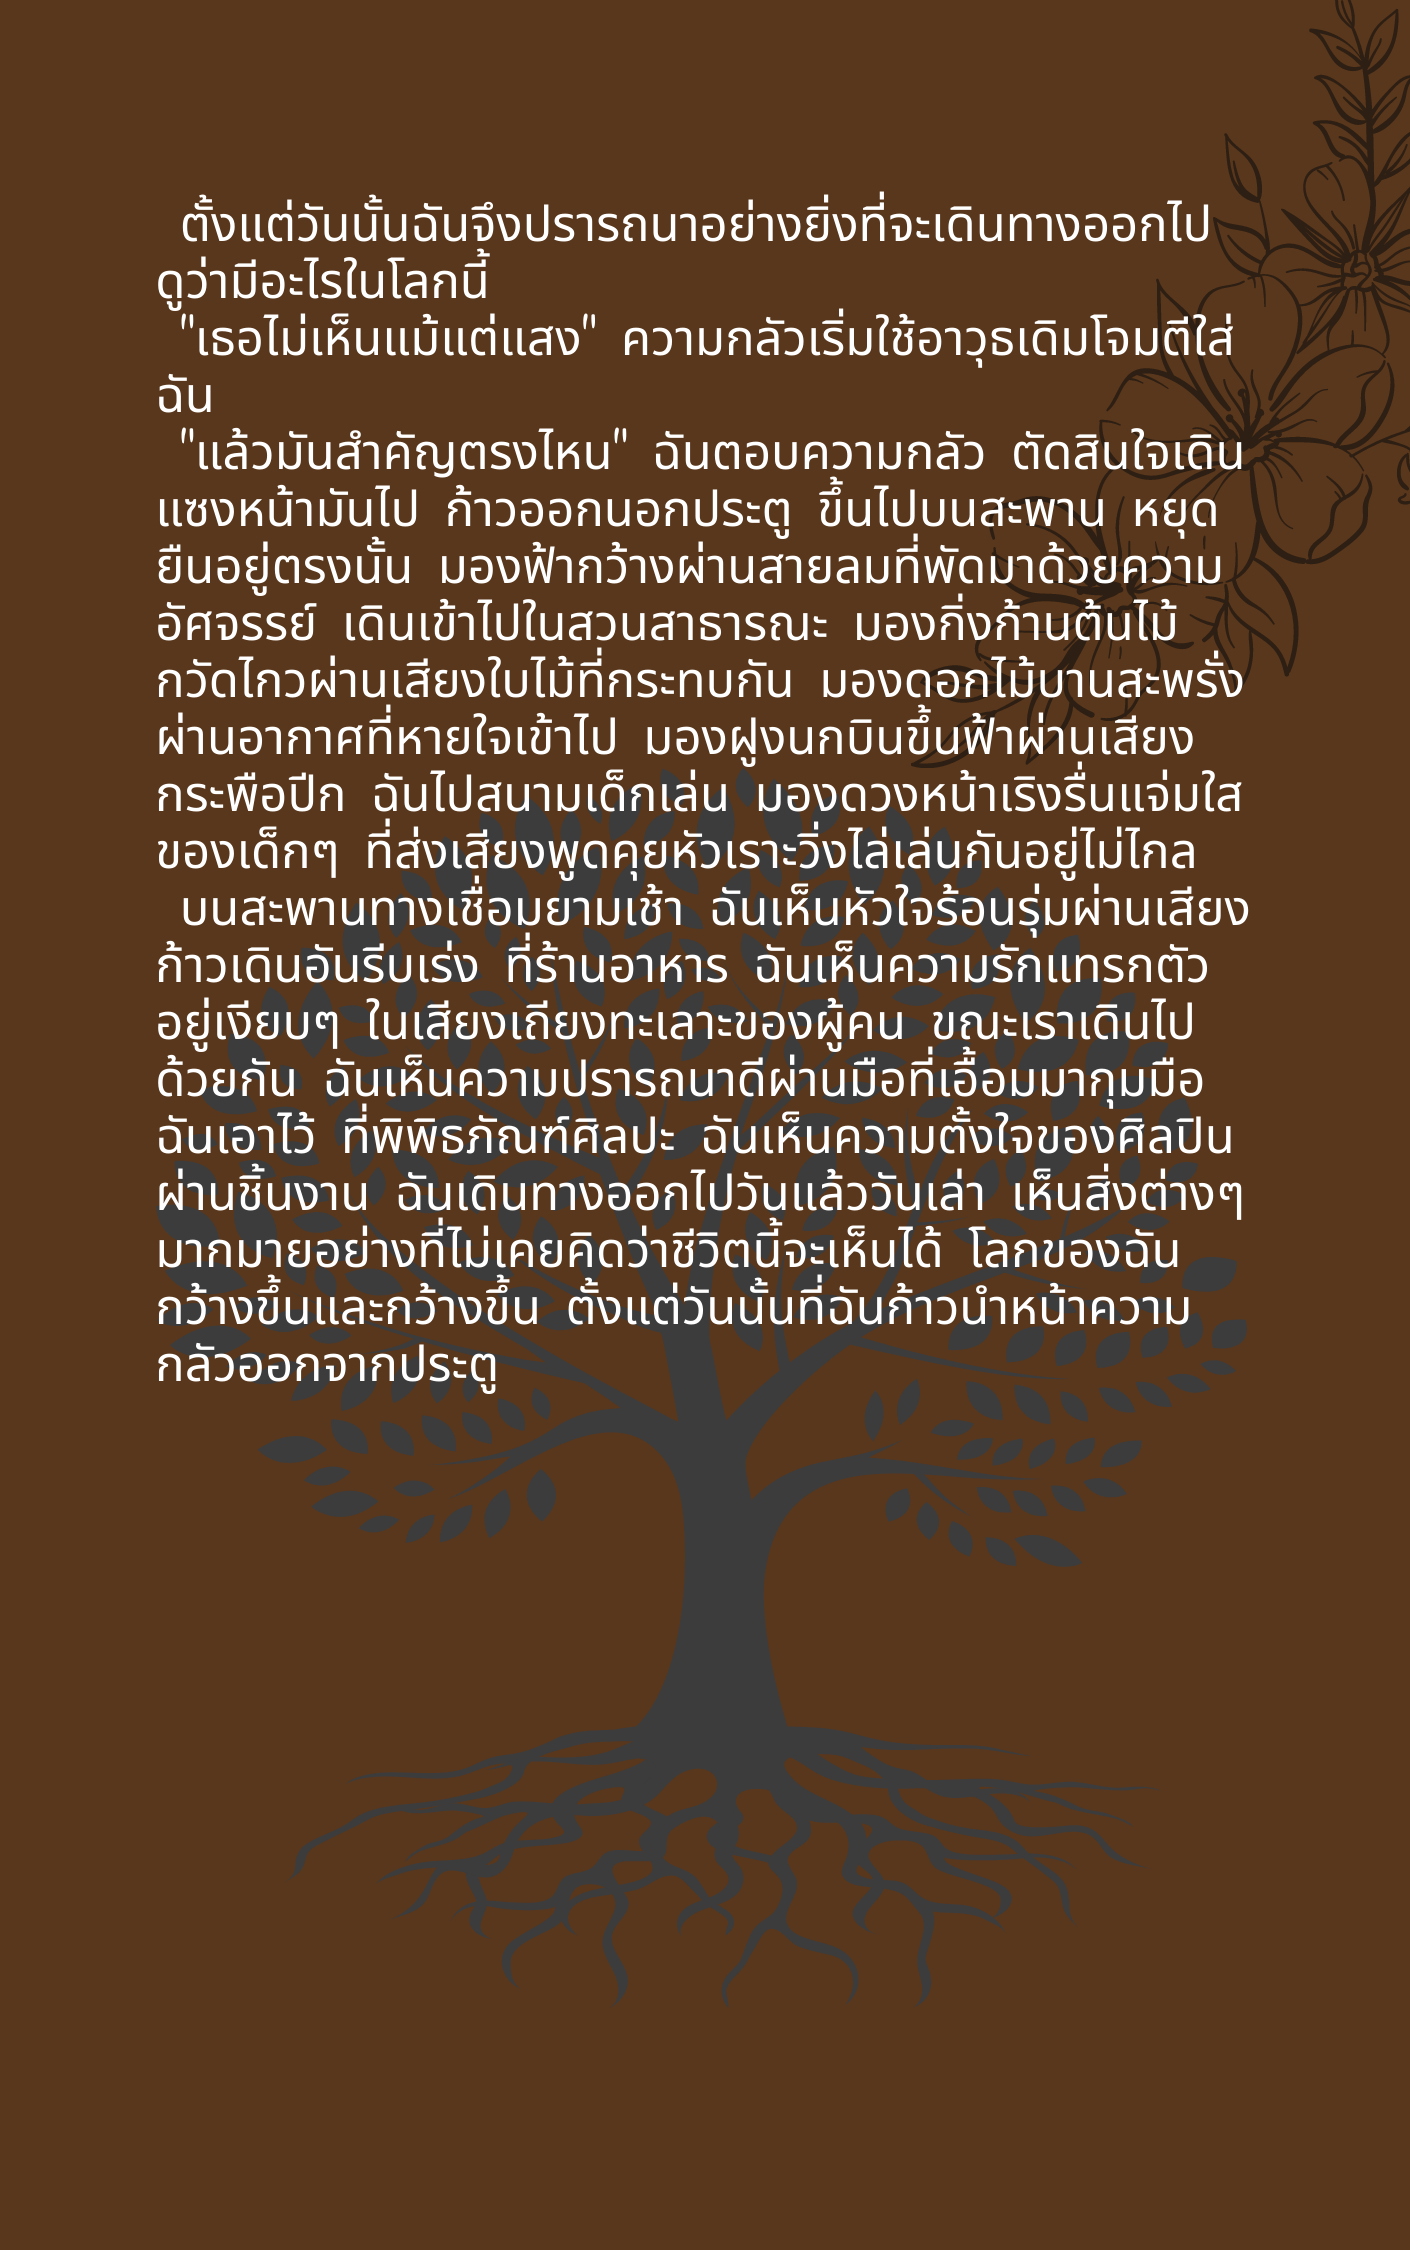 ตั้งแต่วันนั้นฉันจึงปรารถนาอย่างยิ่งที่จะเดินทางออกไป
ดูว่ามีอะไรในโลกนี้
"เธอไม่เห็นแม้แต่แสง" ความกลัวเริ่มใช้อาวุธเดิมโจมตีใส่
ฉัน
"แล้วมันสำคัญตรงไหน" ฉันตอบความกลัว ตัดสินใจเดิน
แซงหน้ามันไป ก้าวออกนอกประตู ขึ้นไปบนสะพาน หยุด
ยืนอยู่ตรงนั้น มองฟ้ากว้างผ่านสายลมที่พัดมาด้วยความ
อัศจรรย์ เดินเข้าไปในสวนสาธารณะ มองกิ่งก้านต้นไม้
กวัดไกวผ่านเสียงใบไม้ที่กระทบกัน มองดอกไม้บานสะพรั่ง
ผ่านอากาศที่หายใจเข้าไป มองฝูงนกบินขึ้นฟ้าผ่านเสียง
กระพือปีก ฉันไปสนามเด็กเล่น มองดวงหน้าเริงรื่นแจ่มใส
ของเด็กๆ ที่ส่งเสียงพูดคุยหัวเราะวิ่งไล่เล่นกันอยู่ไม่ไกล
บนสะพานทางเชื่อมยามเช้า ฉันเห็นหัวใจร้อนรุ่มผ่านเสียง
ก้าวเดินอันรีบเร่ง ที่ร้านอาหาร ฉันเห็นความรักแทรกตัว
อยู่เงียบๆ ในเสียงเถียงทะเลาะของผู้คน ขณะเราเดินไป
ด้วยกัน ฉันเห็นความปรารถนาดีผ่านมือที่เอื้อมมากุมมือ
ฉันเอาไว้ ที่พิพิธภัณฑ์ศิลปะ ฉันเห็นความตั้งใจของศิลปิน
ผ่านชิ้นงาน ฉันเดินทางออกไปวันแล้ววันเล่า เห็นสิ่งต่างๆ
มากมายอย่างที่ไม่เคยคิดว่าชีวิตนี้จะเห็นได้ โลกของฉัน
กว้างขึ้นและกว้างขึ้น ตั้งแต่วันนั้นที่ฉันก้าวนำหน้าความ
กลัวออกจากประตู